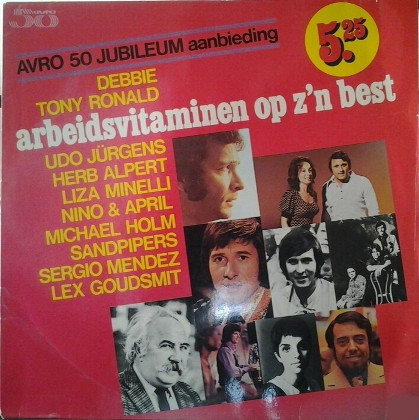 50
AVRO 50 JUBILEUM aanbieding
5.25
DEBBIE
TONY RONALD
arbeidsvitaminen op z'n best
UDO JÜRGENS
HERB ALPERT
LIZA MINELLI
NINO & APRIL
MICHAEL HOLM
SANDPIPERS
SERGIO MENDEZ
LEX GOUDSMIT